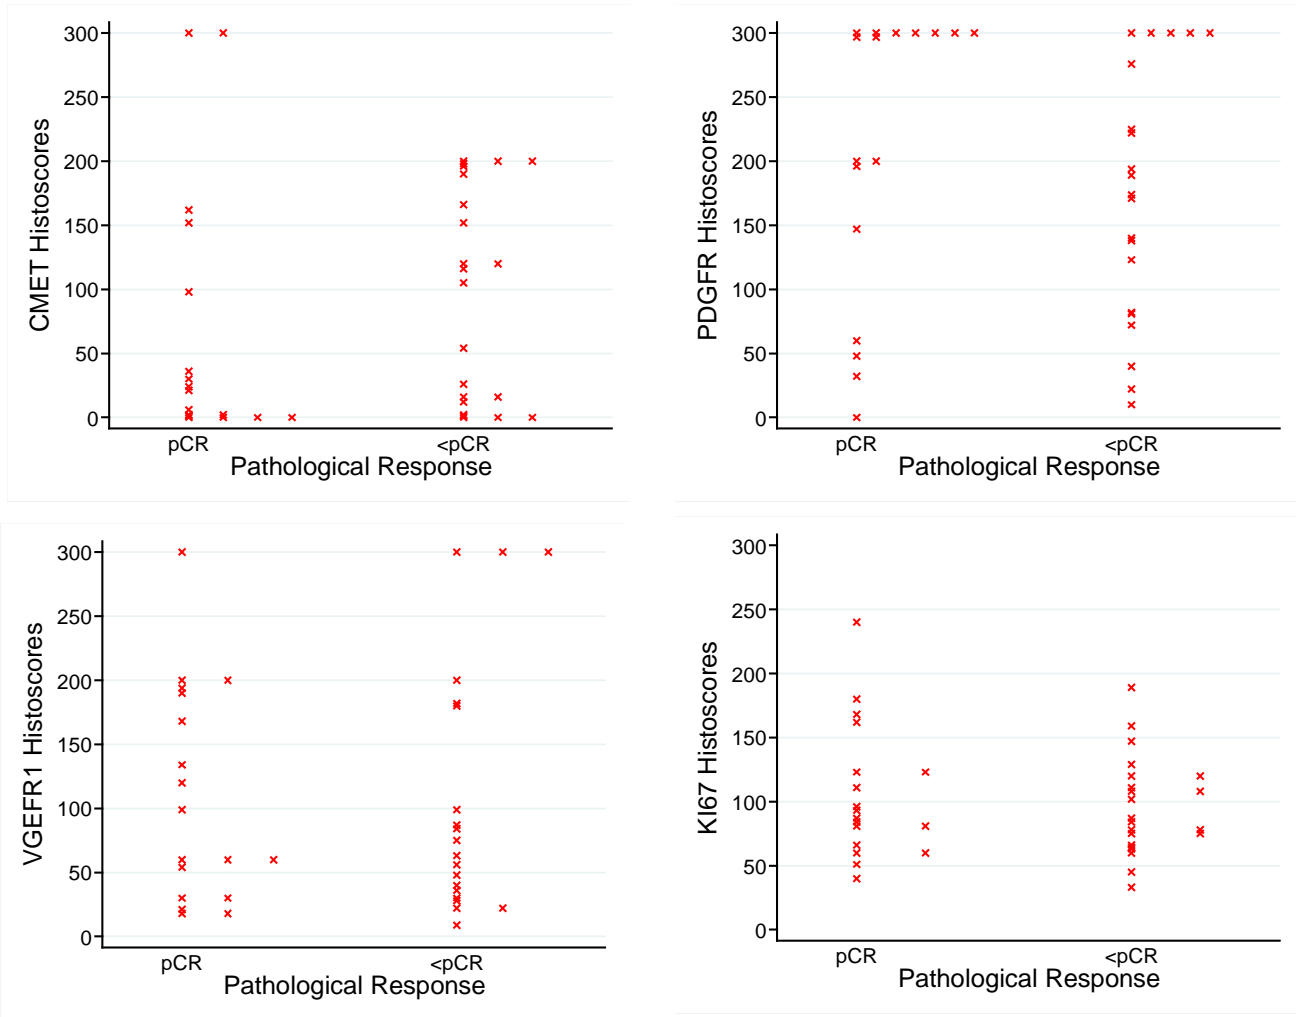 CMET Histoscores
300
250
200
150
100
50
0
pCR
<pCR
Pathological Response
PDGFR Histoscores
300
250
200
150
100
50
0
pCR
<pCR
Pathological Response
VGEFR1 Histoscores
300
250
200
150
100
50
0
pCR
<pCR
Pathological Response
KI67 Histoscores
300
250
200
150
100
50
0
pCR
<pCR
Pathological Response